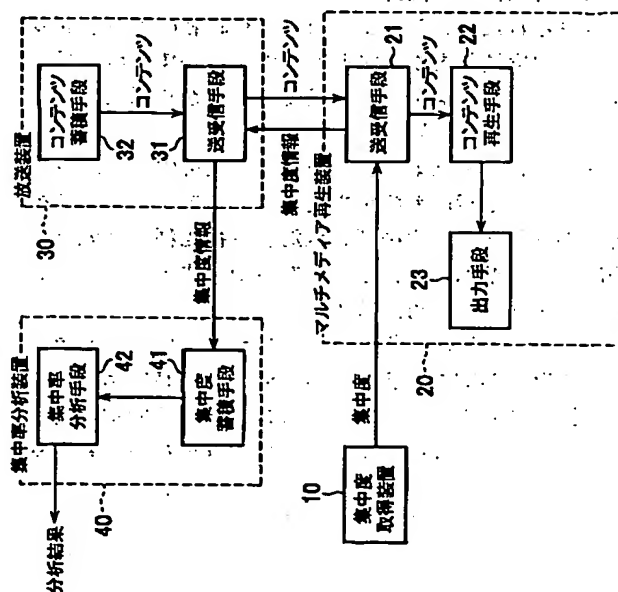 放送装置
30
コンテンツ
蓄積手段
32
コンテンツ
送受信手段
31
コンテンツ
集中度情報
マルチメディア再生装置
20
送受信手段
21
コンテンツ
コンテンツ
再生手段
22
出力手段
23
集中度情報
集中率分析装置
40
集中率
分析手段
42
集中度
蓄積手段
41
分析結果
集中度
集中度
取得装置
10